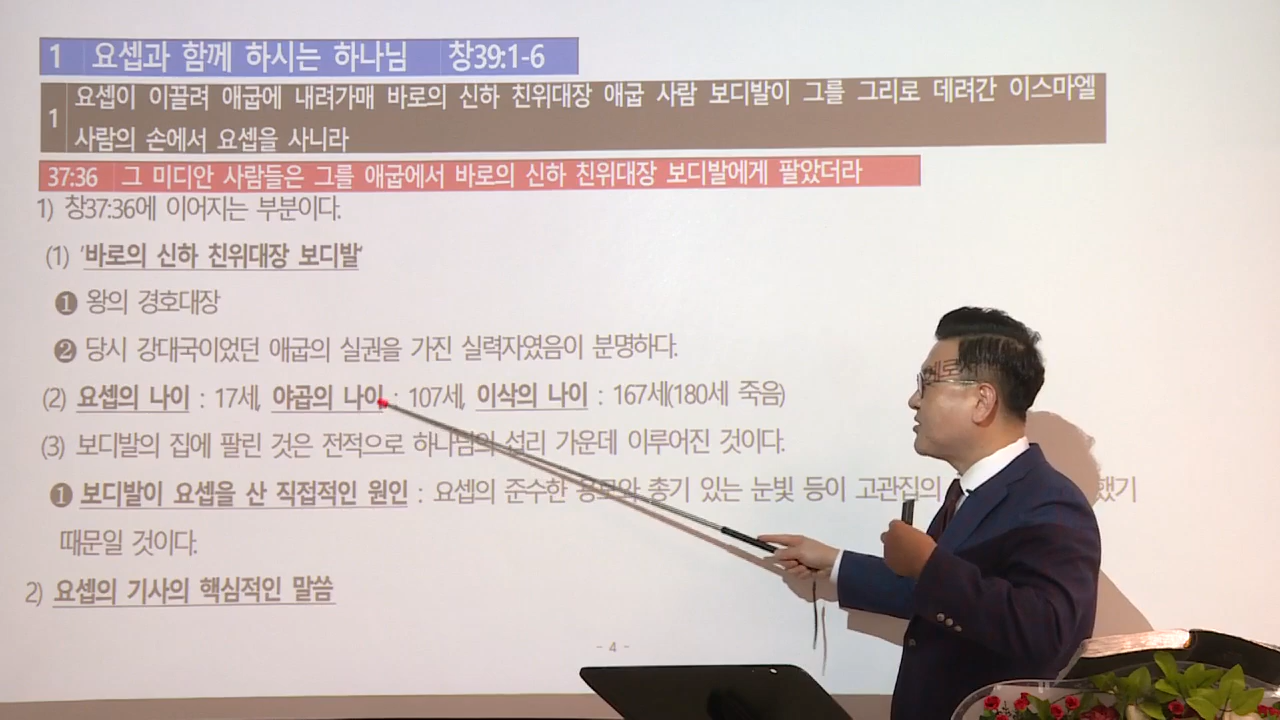 1 요셉과 함께 하시는 하나님 창39:1-6
1 요셉이 이끌려 애굽에 내려가매 바로의 신하 친위대장 애굽 사람 보디발이 그를 그리로 데려간 이스마엘
사람의 손에서 요셉을 사니라
37:36 그 미디안 사람들은 그를 애굽에서 바로의 신하 친위대장 보디발에게 팔았더라
1) 창37:36에 이어지는 부분이다.
(1) '바로의 신하 친위대장 보디발'
❶ 왕의 경호대장
❷ 당시 강대국이었던 애굽의 실권을 가진 실력자였음이 분명하다.
(2) 요셉의 나이 : 17세, 야곱의 나이 : 107세, 이삭의 나이 : 167세(180세 죽음)
(3) 보디발의 집에 팔린 것은 전적으로 하나님의 섭리 가운데 이루어진 것이다.
❶ 보디발이 요셉을 산 직접적인 원인 : 요셉의 준수한 용모와 총기 있는 눈빛 등이 고관집의 했기
때문일 것이다.
2) 요셉의 기사의 핵심적인 말씀
- 4 -